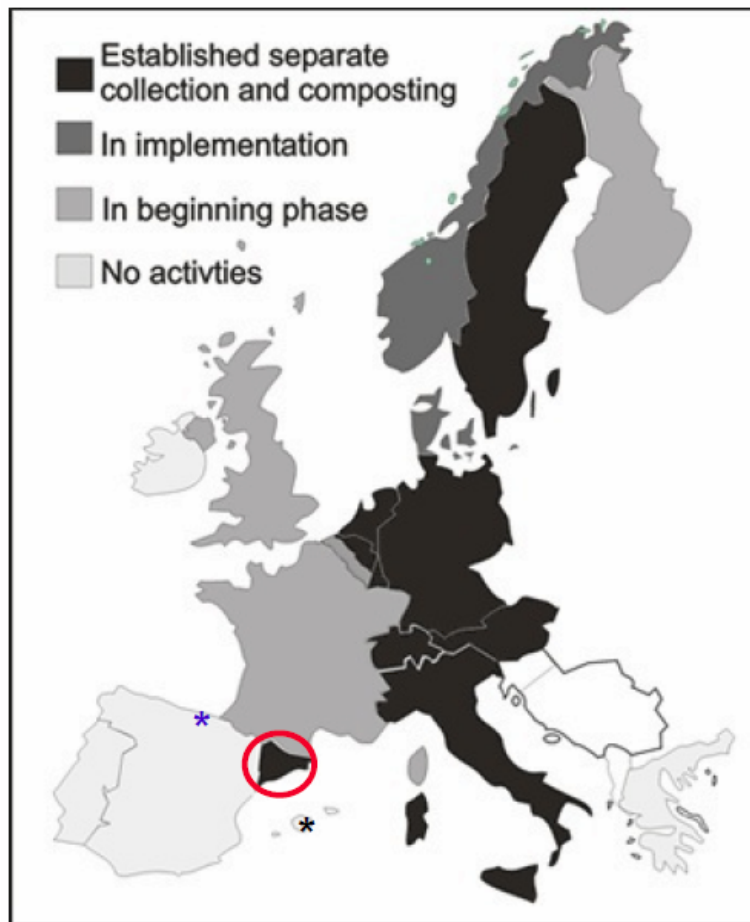 Established separate
collection and composting
In implementation
In beginning phase
No activties
*
*